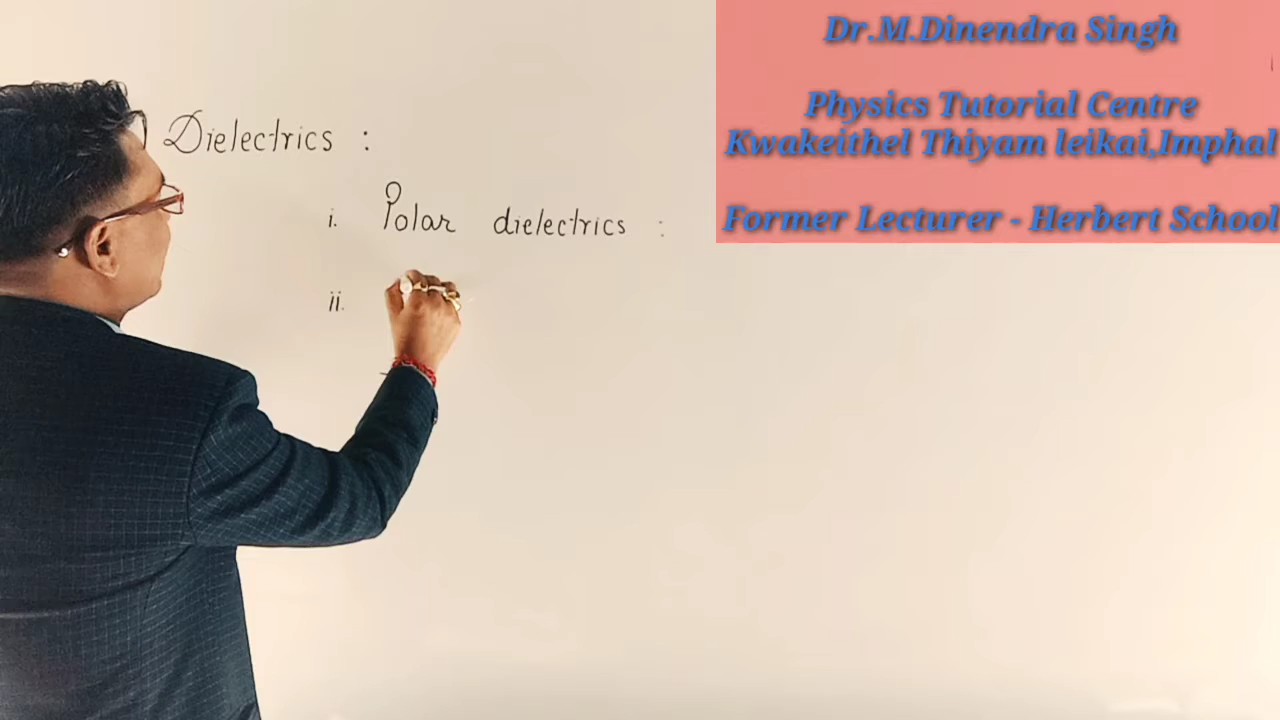 Dr.M.Dinendra Singh
Physics Tutorial Centre
Kwakeithel Thiyam leikai,Imphal
Former Lecturer - Herbert School
) Dielectrics :
i. Polar dielectrics :
ii.